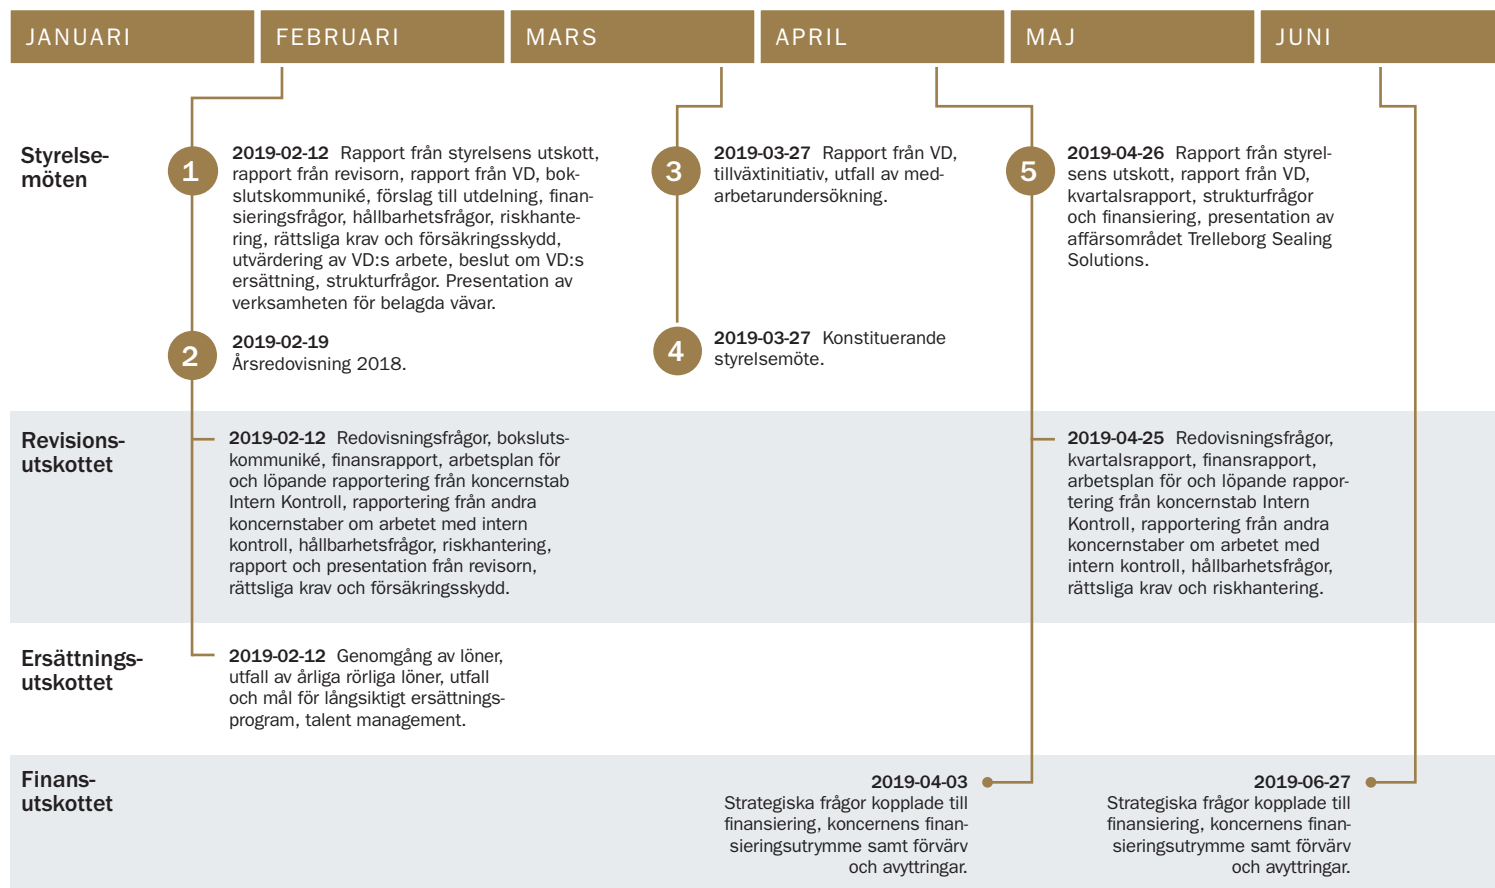 JANUARI
FEBRUARI
MARS
APRIL
MAJ
JUNI
Styrelse-
möten
1
2019-02-12 Rapport från styrelsens utskott,
rapport från revisorn, rapport från VD, bok-
slutskommuniké, förslag till utdelning, finan-
sieringsfrågor, hållbarhetsfrågor, riskhante-
ring, rättsliga krav och försäkringsskydd,
utvärdering av VD:s arbete, beslut om VD:s
ersättning, strukturfrågor. Presentation av
verksamheten för belagda vävar.
2
2019-02-19
Årsredovisning 2018.
3
2019-03-27 Rapport från VD,
tillväxtinitiativ, utfall av med-
arbetarundersökning.
4
2019-03-27 Konstituerande
styrelsemöte.
5
2019-04-26 Rapport från styrel-
sens utskott, rapport från VD,
kvartalsrapport, strukturfrågor
och finansiering, presentation av
affärsområdet Trelleborg Sealing
Solutions.
Revisions-
utskottet
2019-02-12 Redovisningsfrågor, boksluts-
kommuniké, finansrapport, arbetsplan för
och löpande rapportering från koncernstab
Intern Kontroll, rapportering från andra
koncernstaber om arbetet med intern
kontroll, hållbarhetsfrågor, riskhantering,
rapport och presentation från revisorn,
rättsliga krav och försäkringsskydd.
2019-04-25 Redovisningsfrågor,
kvartalsrapport, finansrapport,
arbetsplan för och löpande rappor-
tering från koncernstab Intern
Kontroll, rapportering från andra
koncernstaber om arbetet med
intern kontroll, hållbarhetsfrågor,
rättsliga krav och riskhantering.
Ersättnings-
utskottet
2019-02-12 Genomgång av löner,
utfall av årliga rörliga löner, utfall
och mål för långsiktigt ersättnings-
program, talent management.
Finans-
utskottet
2019-04-03
Strategiska frågor kopplade till
finansiering, koncernens finan-
sieringsutrymme samt förvärv
och avyttringar.
2019-06-27
Strategiska frågor kopplade till
finansiering, koncernens finan-
sieringsutrymme samt förvärv
och avyttringar.